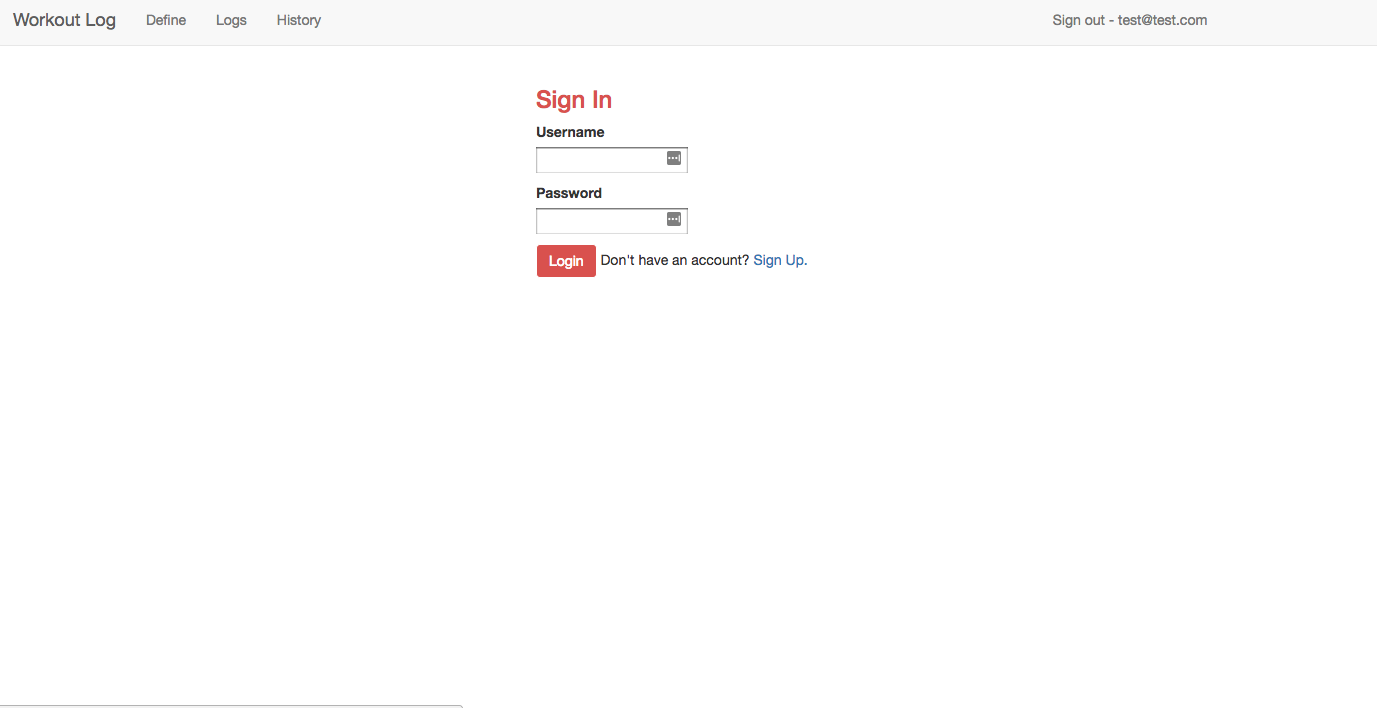 Workout Log Define Logs History Sign out - test@test.com
Sign In
Username
Password
Login Don't have an account? Sign Up.